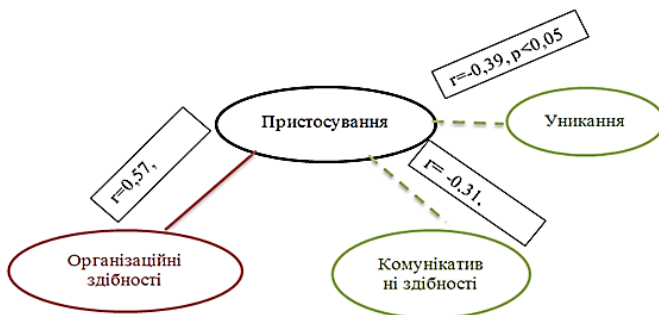 r=-0,39, p<0,05
Пристосування
Уникання
r=0,57,
r= -0.31.
Організаційні
здібності
Комунікатив
ні здібності